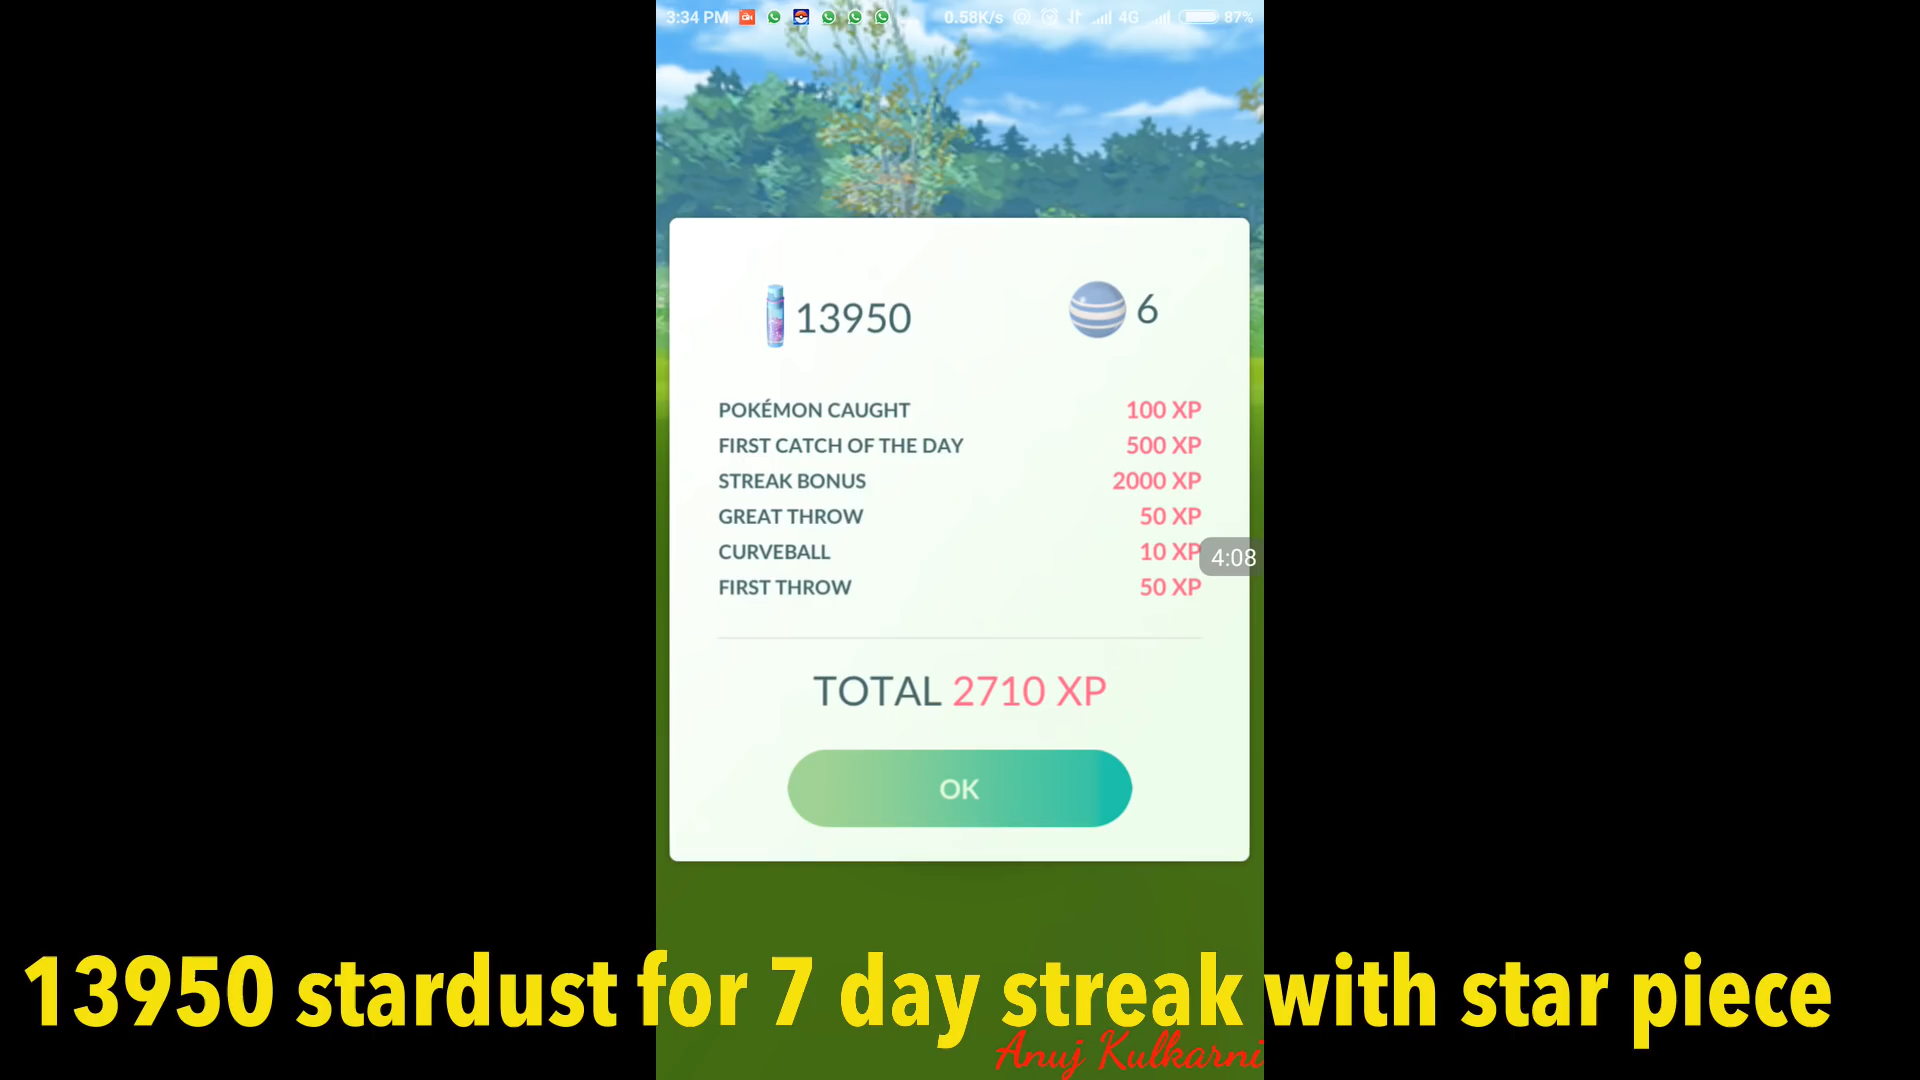 3:34 PM 0.58K/s 4G 87%
13950 6
POKÉMON CAUGHT 100 XP
FIRST CATCH OF THE DAY 500 XP
STREAK BONUS 2000 XP
GREAT THROW 50 XP
CURVEBALL 10 XP
4:08
FIRST THROW 50 XP
TOTAL 2710 XP
OK
13950 stardust for 7 day streak with star piece
Anuj Kulkarni